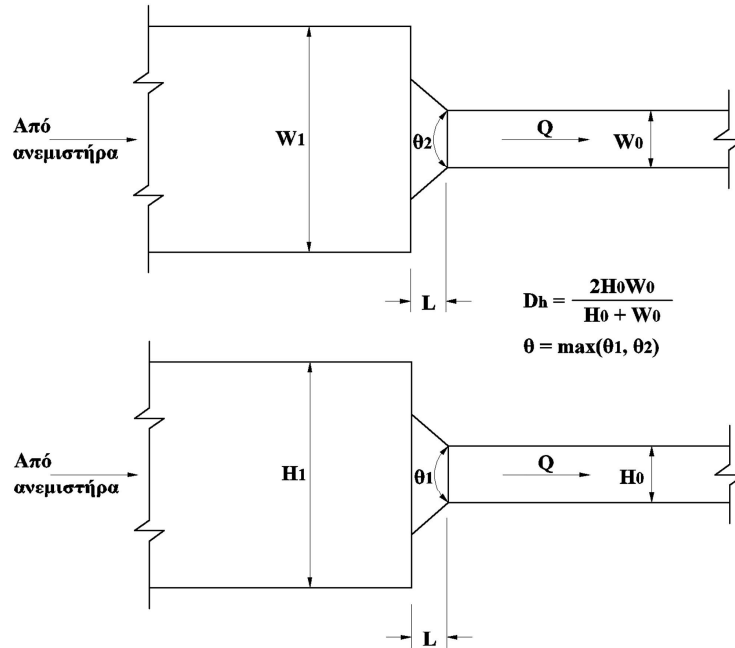 Από
ανεμιστήρα
W1
θ2
Q
W0
L
Dh = 2H0W0 / H0 + W0
θ = max(θ1, θ2)
Από
ανεμιστήρα
H1
θ1
Q
H0
L